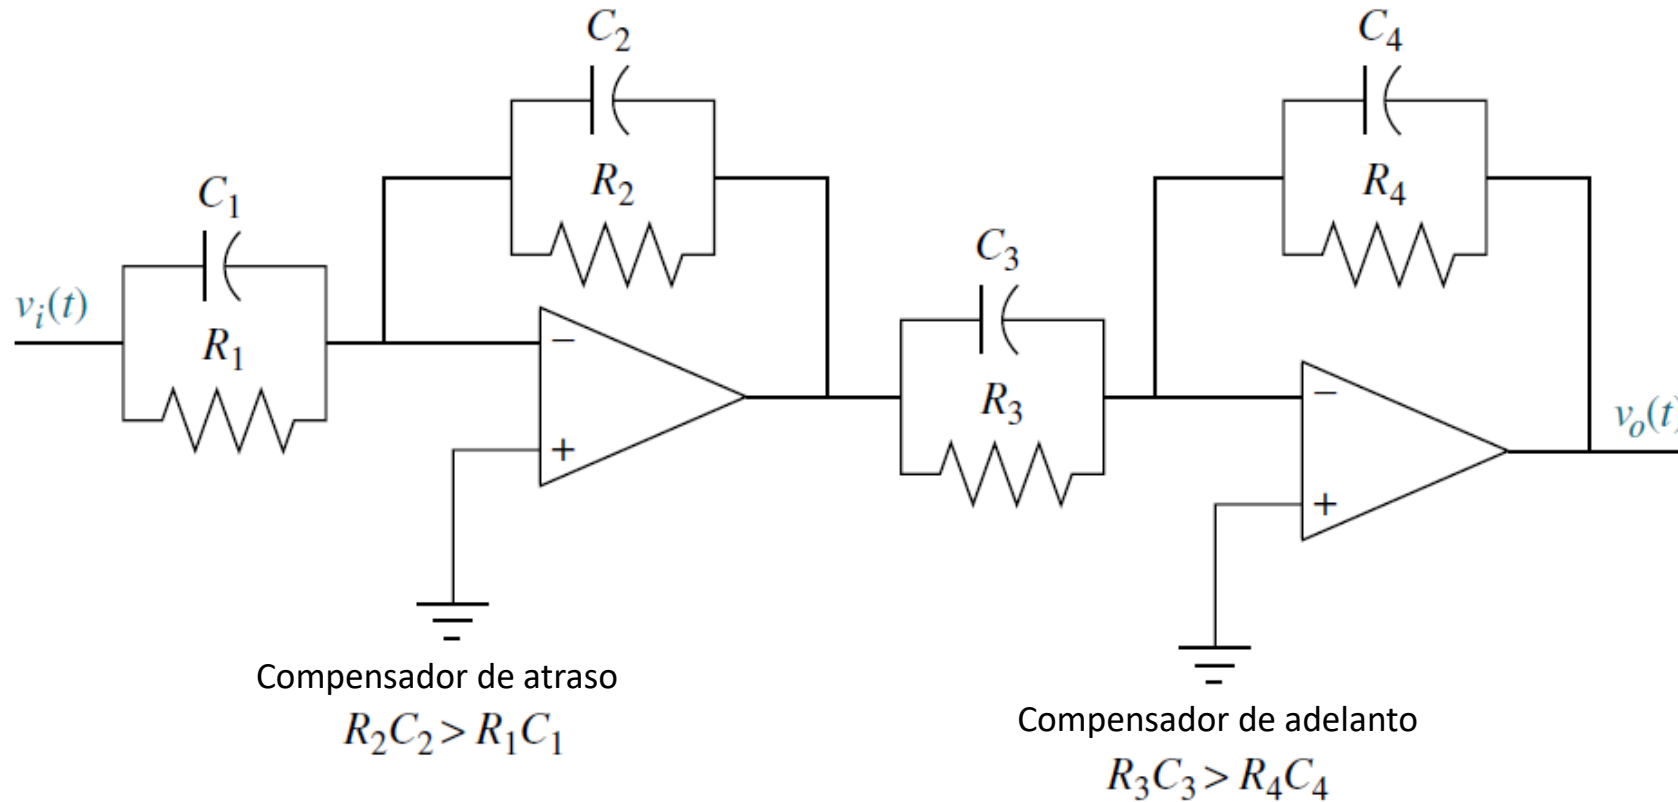 C₂
C₄
R₂
R₄
C₁
C₃
vᵢ(t)
R₁
−
−
R₃
vₒ(t)
+
+
Compensador de atraso
R₂C₂ > R₁C₁
Compensador de adelanto
R₃C₃ > R₄C₄